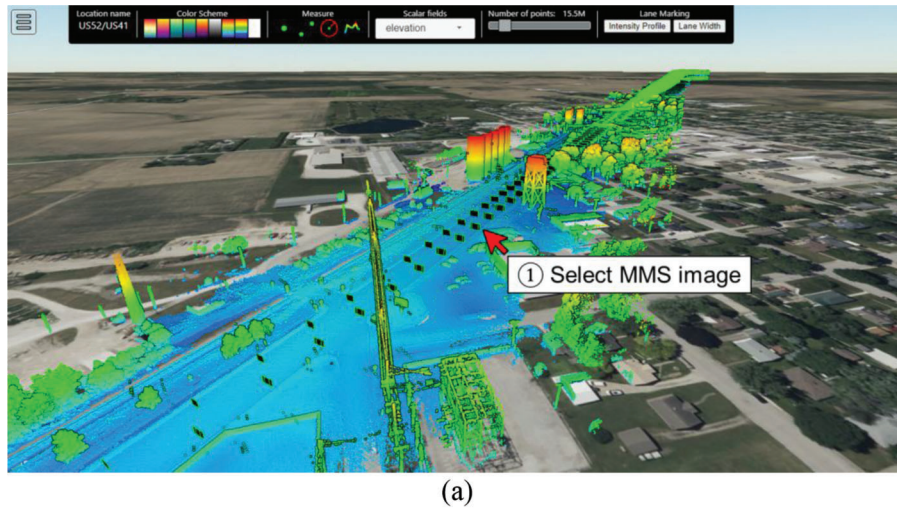 Location name
US52/US41
Color Scheme
Measure
Scalar fields
elevation
Number of points: 15.5M
Lane Marking
Intensity Profile
Lane Width
① Select MMS image
(a)